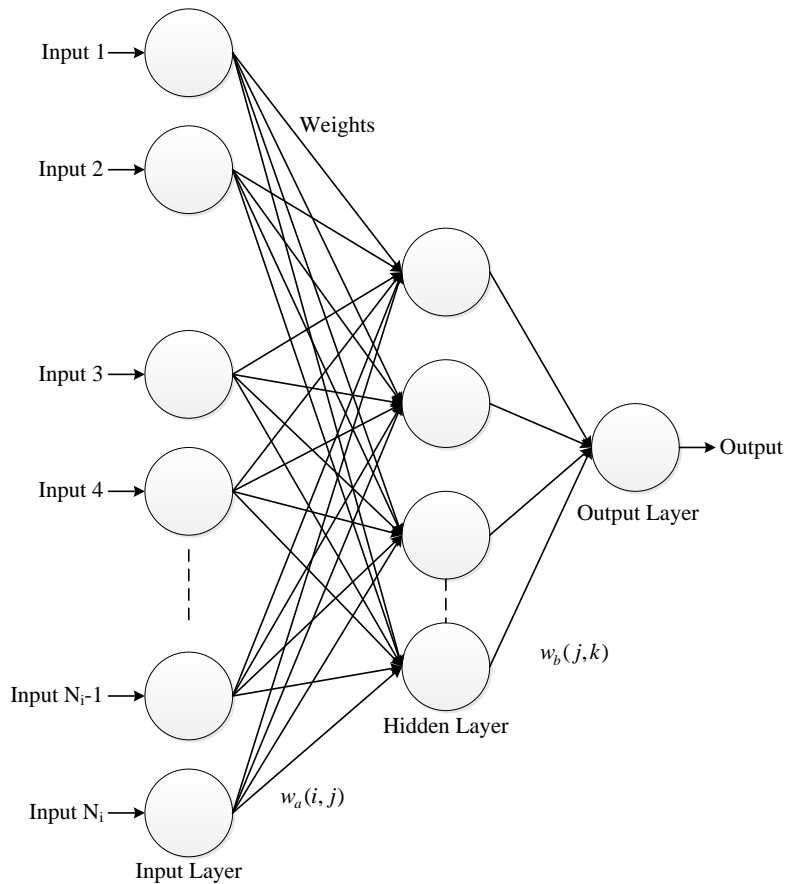 Input 1
Weights
Input 2
Input 3
Input 4
Output
Output Layer
w_b(j,k)
Input N_i-1
Hidden Layer
w_a(i, j)
Input N_i
Input Layer